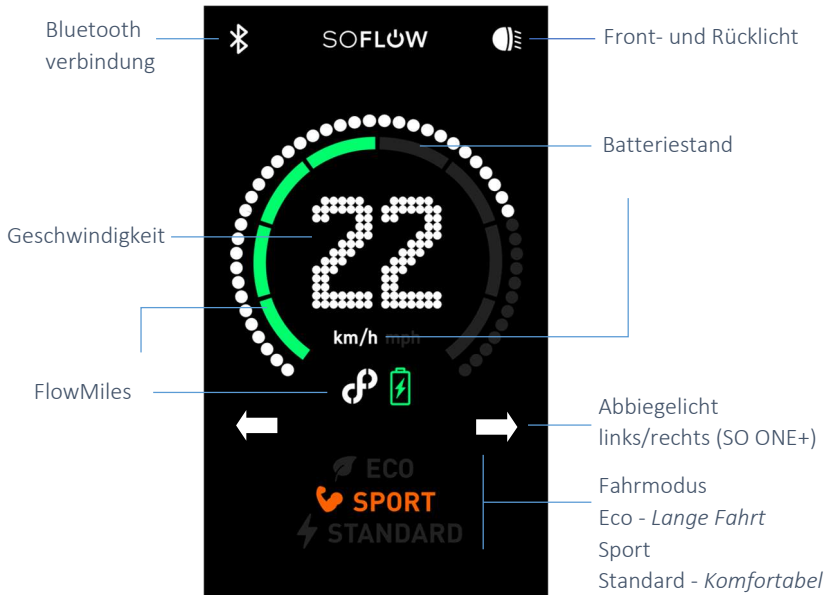 Bluetooth
verbindung
SOFLOW
Front- und Rücklicht
Batteriestand
Geschwindigkeit
22
km/h mph
FlowMiles
Abbiegelicht
links/rechts (SO ONE+)
ECO
SPORT
STANDARD
Fahrmodus
Eco - Lange Fahrt
Sport
Standard - Komfortabel